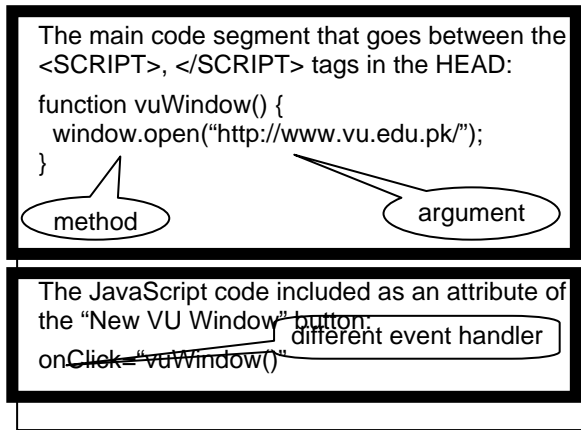 The main code segment that goes between the
<SCRIPT>, </SCRIPT> tags in the HEAD:
function vuWindow() {
window.open(“http://www.vu.edu.pk/”);
}
method
argument
The JavaScript code included as an attribute of
the “New VU Window” button:
different event handler
onClick=“vuWindow()”